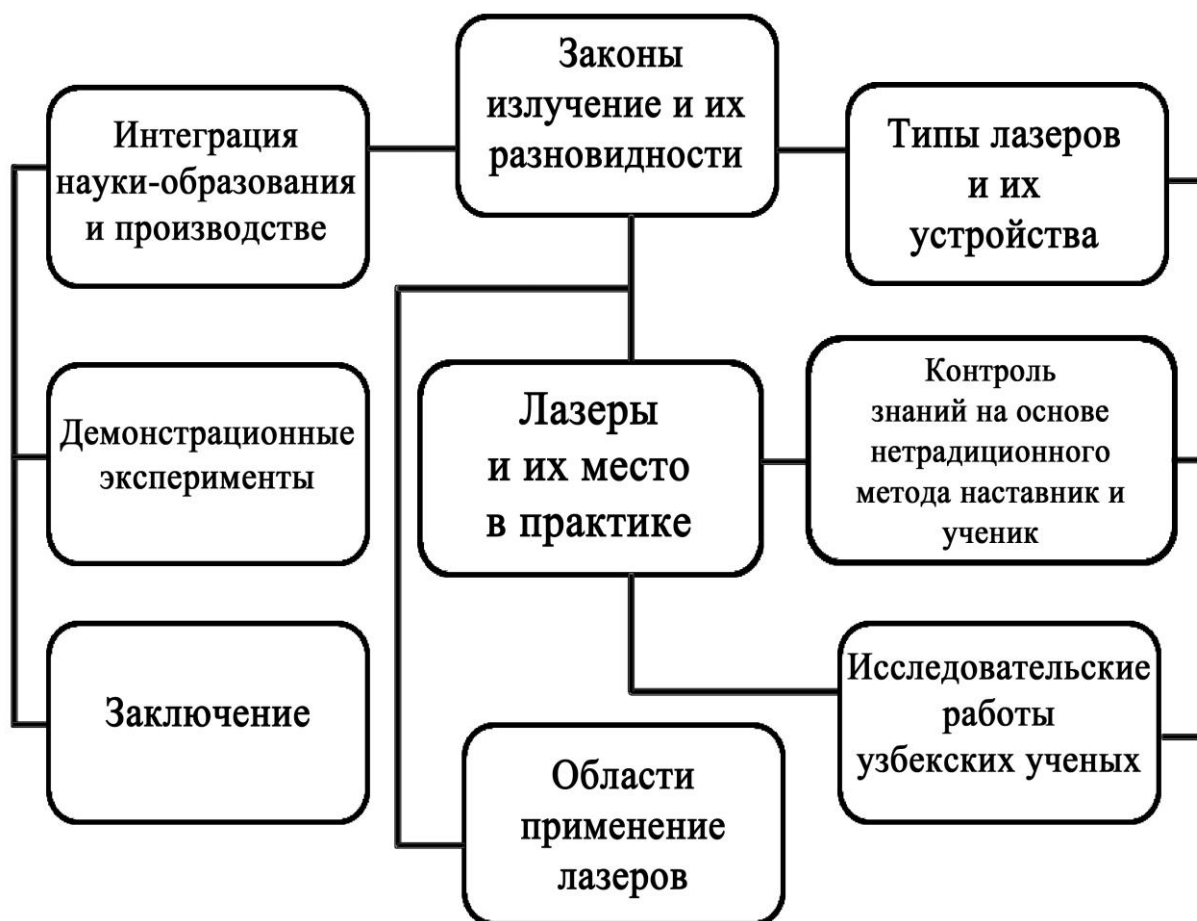 Законы
излучение и их
разновидности
Интеграция
науки-образования
и производстве
Типы лазеров
и их
устройства
Лазеры
и их место
в практике
Контроль
знаний на основе
нетрадиционного
метода наставник и
ученик
Демонстрационные
эксперименты
Заключение
Исследовательские
работы
узбекских ученых
Области
применение
лазеров